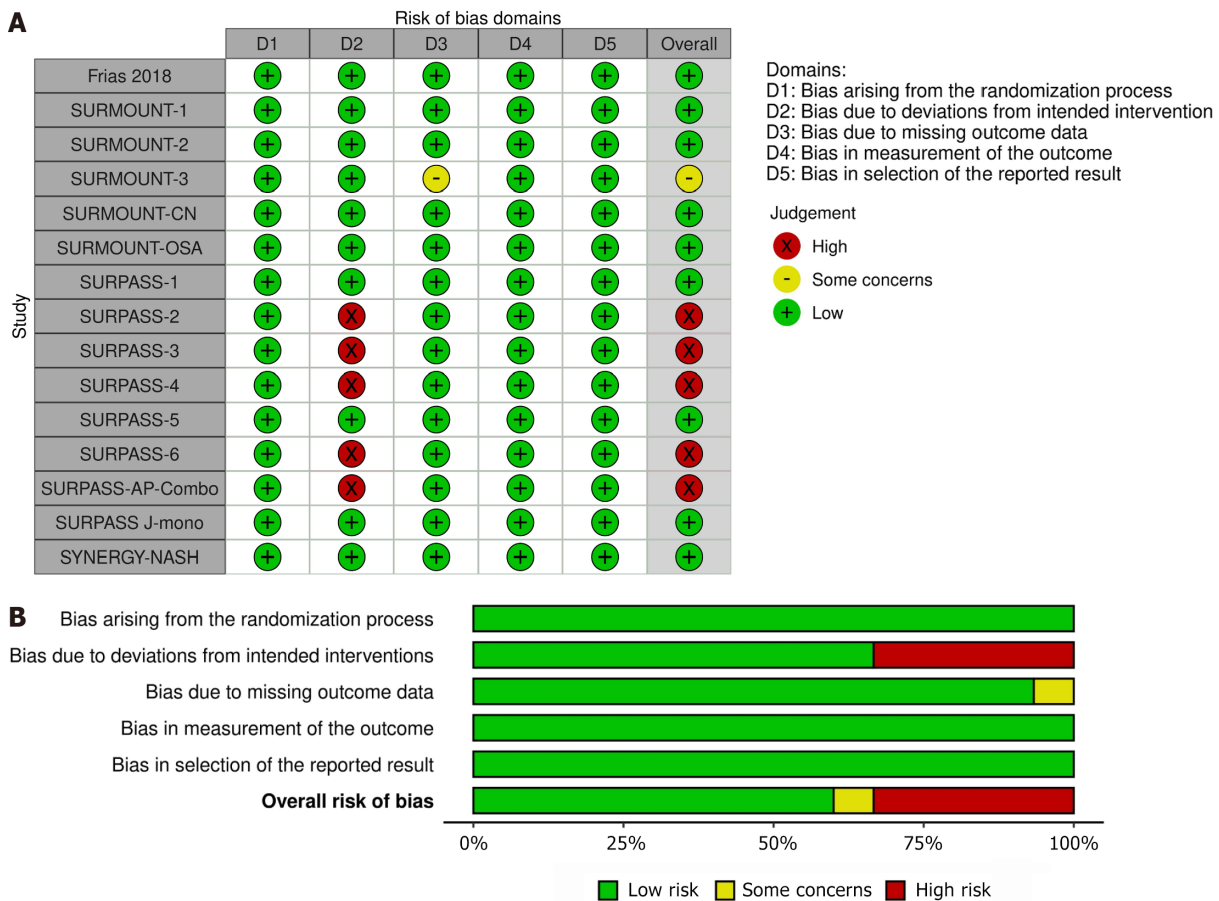 A
Risk of bias domains
D1 D2 D3 D4 D5 Overall
Study
Frias 2018 + + + + + +
SURMOUNT-1 + + + + + +
SURMOUNT-2 + + + + + +
SURMOUNT-3 + + - + + -
SURMOUNT-CN + + + + + +
SURMOUNT-OSA + + + + + +
SURPASS-1 + + + + + +
SURPASS-2 + X + + + X
SURPASS-3 + X + + + X
SURPASS-4 + X + + + X
SURPASS-5 + + + + + +
SURPASS-6 + X + + + X
SURPASS-AP-Combo + X + + + X
SURPASS J-mono + + + + + +
SYNERGY-NASH + + + + + +
Domains:
D1: Bias arising from the randomization process
D2: Bias due to deviations from intended intervention
D3: Bias due to missing outcome data
D4: Bias in measurement of the outcome
D5: Bias in selection of the reported result
Judgement
X High
- Some concerns
+ Low
B
Bias arising from the randomization process
Bias due to deviations from intended interventions
Bias due to missing outcome data
Bias in measurement of the outcome
Bias in selection of the reported result
Overall risk of bias
0% 25% 50% 75% 100%
Low risk Some concerns High risk